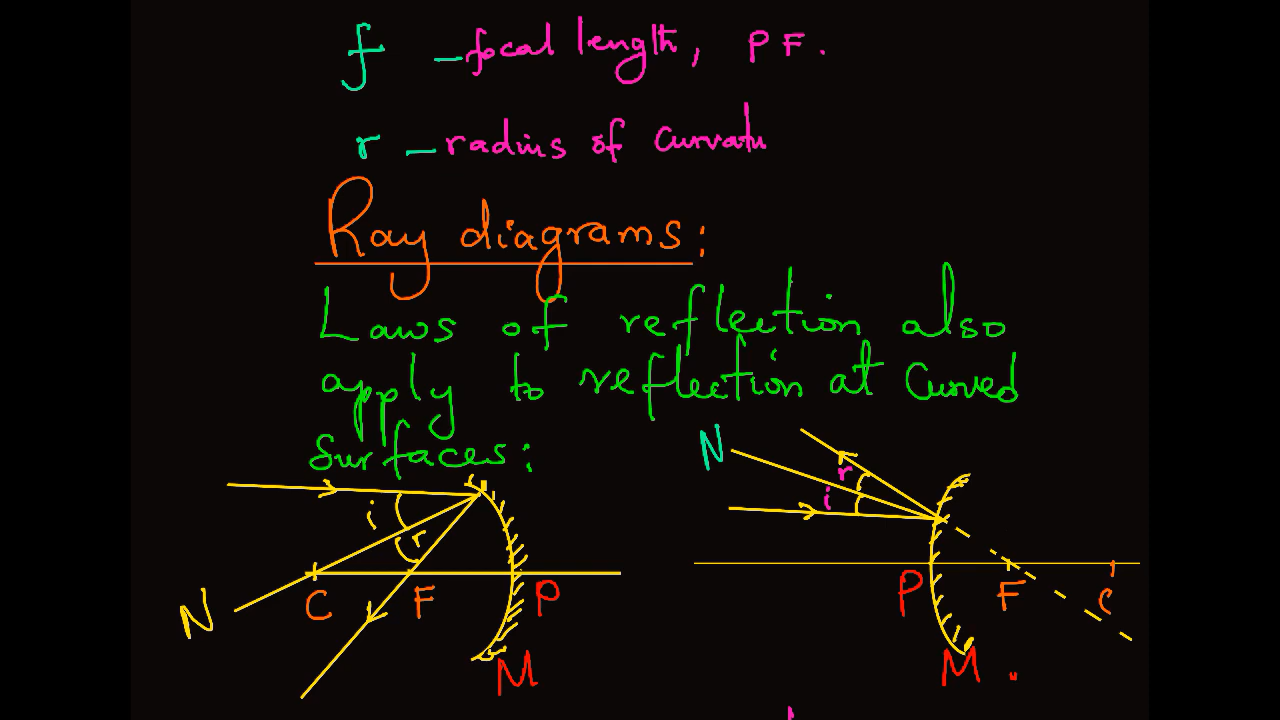 f – focal length, PF.
r – radius of curvatu
Ray diagrams:
Laws of reflection also
apply to reflection at Curved
Surfaces:
N
r
i
i
r
C F P
P F C
N
M
M .